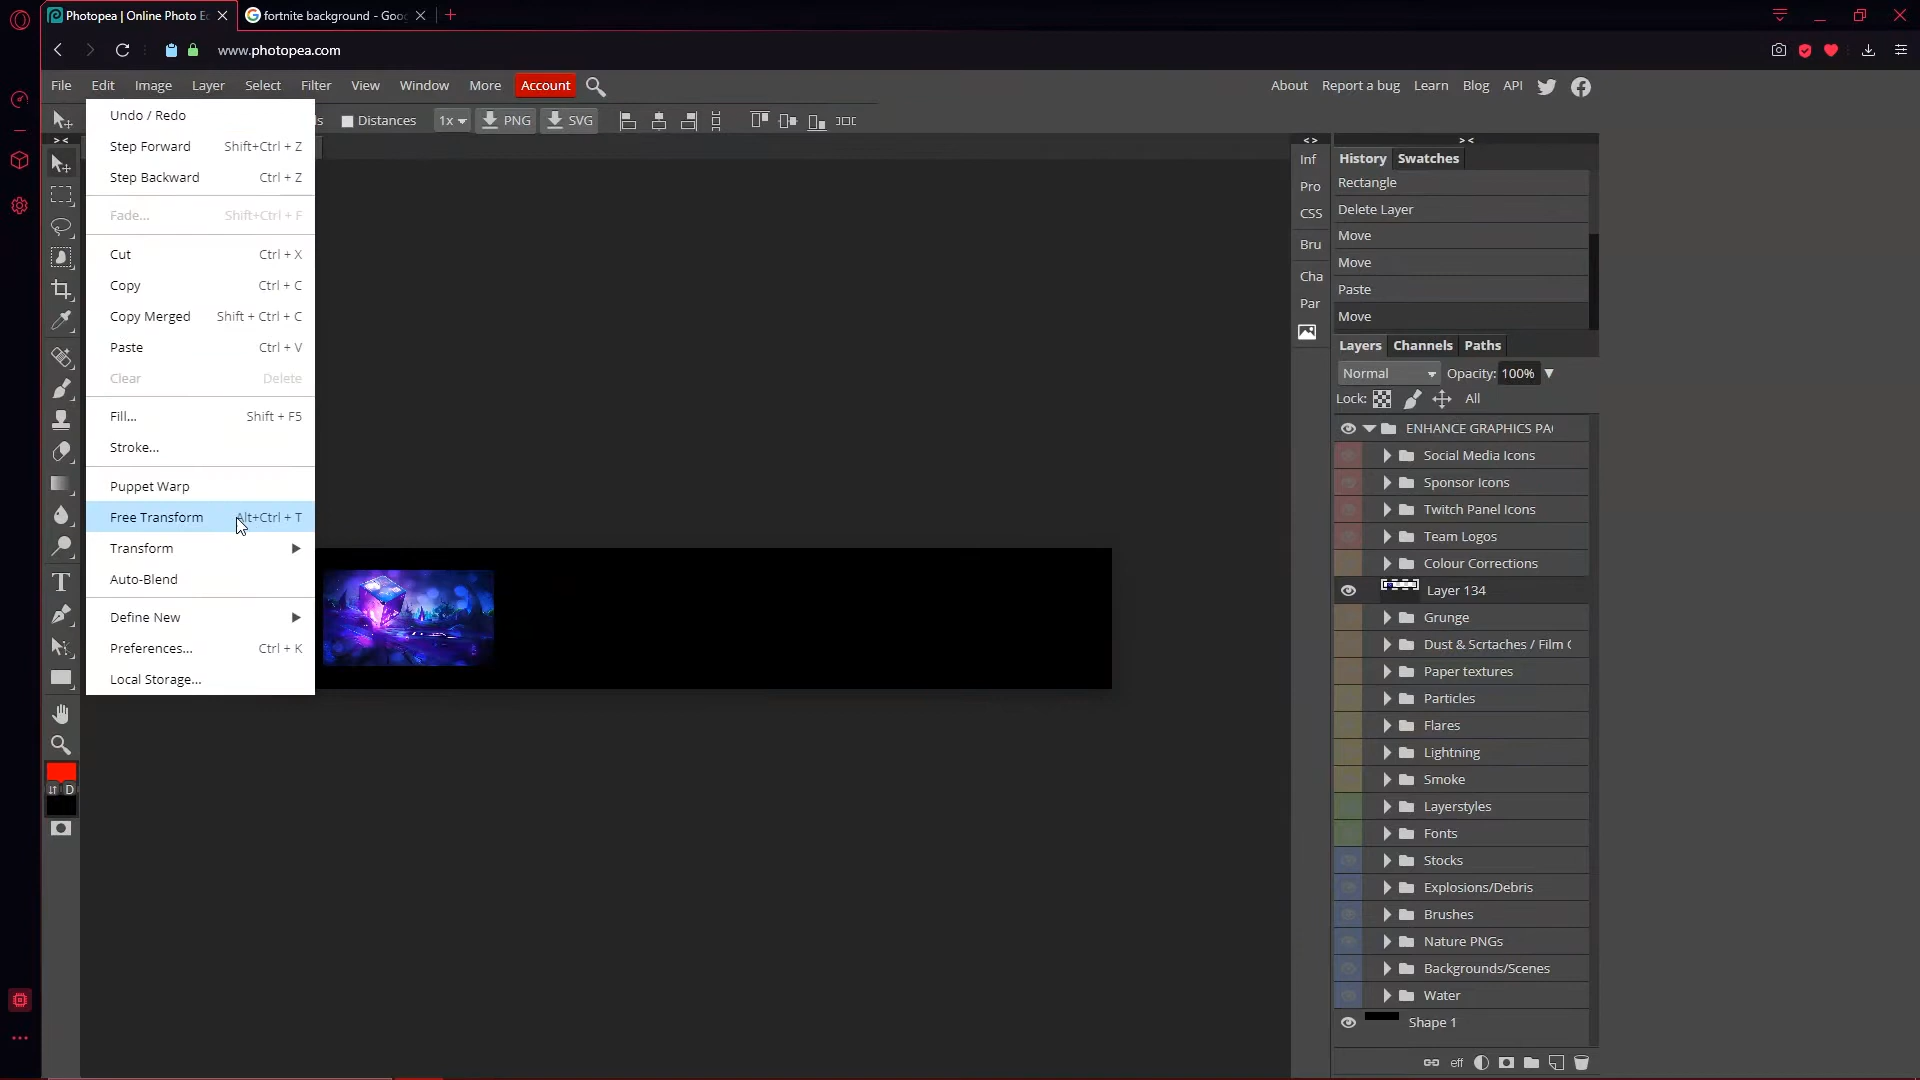 Photopea | Online Photo Ed
fortnite background - Goog
www.photopea.com
File Edit Image Layer Select Filter View Window More Account
About Report a bug Learn Blog API
Distances 1x PNG SVG
Undo / Redo
Step Forward Shift+Ctrl + Z
Step Backward Ctrl + Z
Fade... Shift+Ctrl + F
Cut Ctrl + X
Copy Ctrl + C
Copy Merged Shift + Ctrl + C
Paste Ctrl + V
Clear Delete
Fill... Shift + F5
Stroke...
Puppet Warp
Free Transform Alt+Ctrl + T
Transform
Auto-Blend
Define New
Preferences... Ctrl + K
Local Storage...
D
Inf
Pro
CSS
Bru
Cha
Par
History Swatches
Rectangle
Delete Layer
Move
Move
Paste
Move
Layers Channels Paths
Normal Opacity: 100%
Lock: All
ENHANCE GRAPHICS PA
Social Media Icons
Sponsor Icons
Twitch Panel Icons
Team Logos
Colour Corrections
Layer 134
Grunge
Dust & Scrtaches / Film
Paper textures
Particles
Flares
Lightning
Smoke
Layerstyles
Fonts
Stocks
Explosions/Debris
Brushes
Nature PNGs
Backgrounds/Scenes
Water
Shape 1
eff